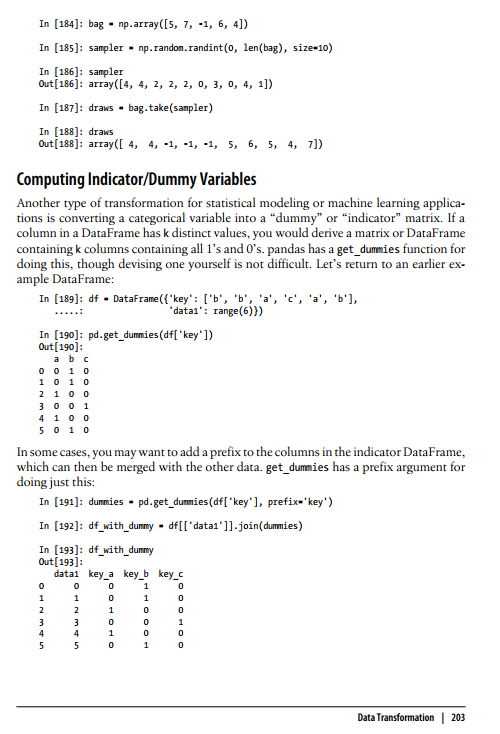 In [184]: bag = np.array([5, 7, -1, 6, 4])
In [185]: sampler = np.random.randint(0, len(bag), size=10)
In [186]: sampler
Out[186]: array([4, 4, 2, 2, 2, 0, 3, 0, 4, 1])
In [187]: draws = bag.take(sampler)
In [188]: draws
Out[188]: array([ 4,  4, -1, -1, -1,  5,  6,  5,  4,  7])
Computing Indicator/Dummy Variables
Another type of transformation for statistical modeling or machine learning applica-
tions is converting a categorical variable into a “dummy” or “indicator” matrix. If a
column in a DataFrame has k distinct values, you would derive a matrix or DataFrame
containing k columns containing all 1’s and 0’s. pandas has a get_dummies function for
doing this, though devising one yourself is not difficult. Let’s return to an earlier ex-
ample DataFrame:
In [189]: df = DataFrame({'key': ['b', 'b', 'a', 'c', 'a', 'b'],
.....:                 'data1': range(6)})
In [190]: pd.get_dummies(df['key'])
Out[190]:
   a  b  c
0  0  1  0
1  0  1  0
2  1  0  0
3  0  0  1
4  1  0  0
5  0  1  0
In some cases, you may want to add a prefix to the columns in the indicator DataFrame,
which can then be merged with the other data. get_dummies has a prefix argument for
doing just this:
In [191]: dummies = pd.get_dummies(df['key'], prefix='key')
In [192]: df_with_dummy = df[['data1']].join(dummies)
In [193]: df_with_dummy
Out[193]:
   data1  key_a  key_b  key_c
0      0      0      1      0
1      1      0      1      0
2      2      1      0      0
3      3      0      0      1
4      4      1      0      0
5      5      0      1      0
Data Transformation | 203